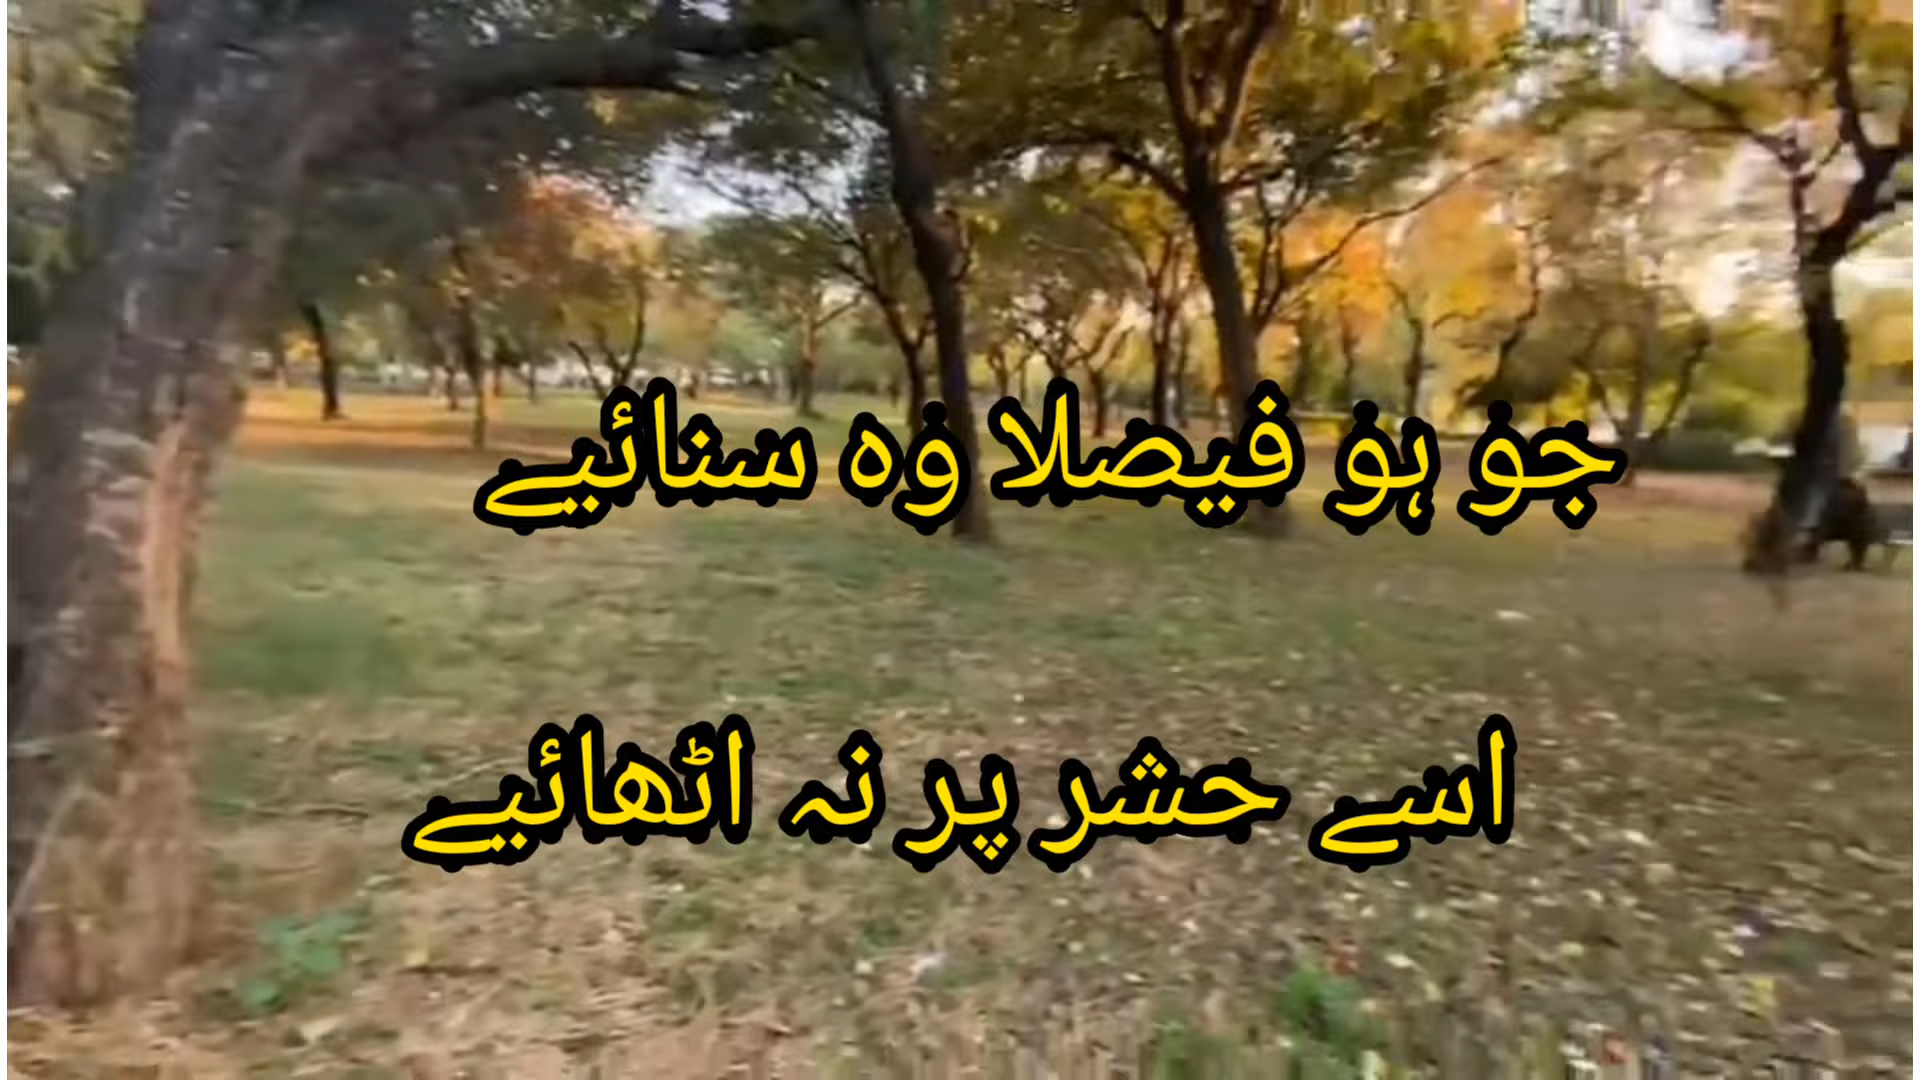 جو ہو فیصلا وہ سنائیے
اسے حشر پر نہ اٹھائیے